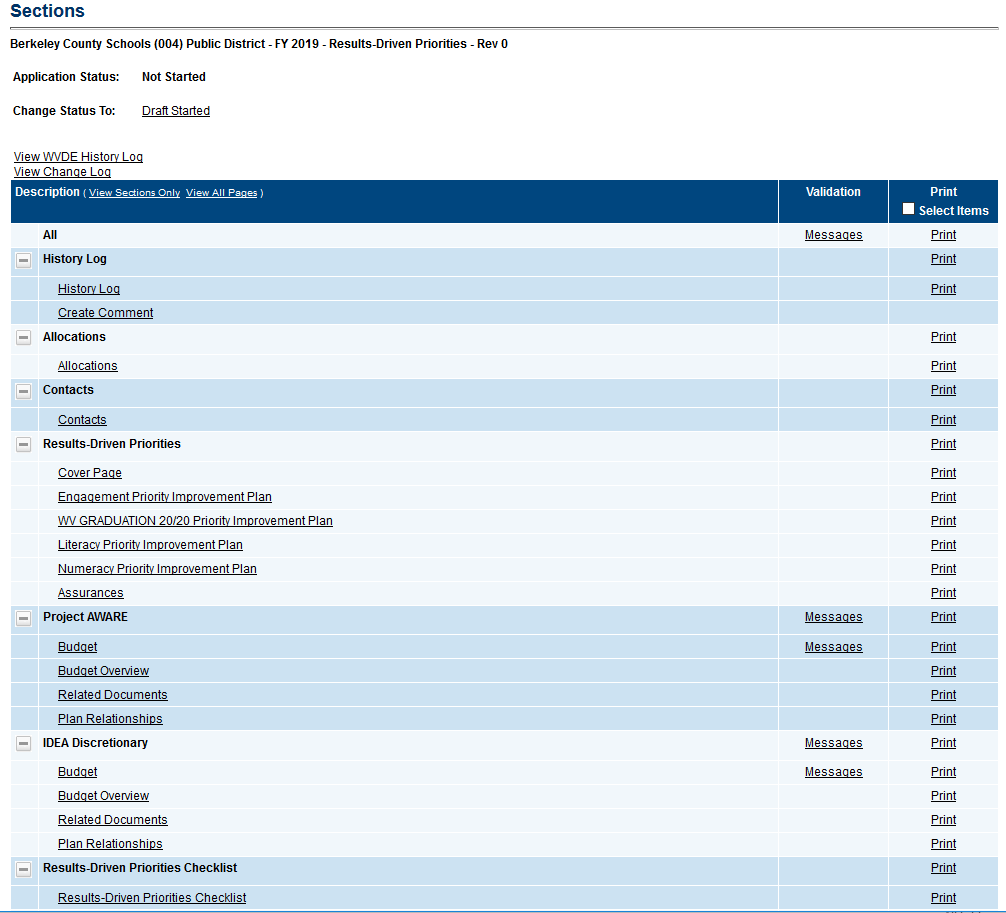 Sections
Berkeley County Schools (004) Public District - FY 2019 - Results-Driven Priorities - Rev 0
Application Status: Not Started
Change Status To: Draft Started
View WVDE History Log
View Change Log
Description ( View Sections Only View All Pages ) Validation Print
Select Items
All Messages Print
History Log Print
History Log Print
Create Comment
Allocations Print
Allocations Print
Contacts Print
Contacts Print
Results-Driven Priorities Print
Cover Page Print
Engagement Priority Improvement Plan Print
WV GRADUATION 20/20 Priority Improvement Plan Print
Literacy Priority Improvement Plan Print
Numeracy Priority Improvement Plan Print
Assurances Print
Project AWARE Messages Print
Budget Messages Print
Budget Overview Print
Related Documents Print
Plan Relationships Print
IDEA Discretionary Messages Print
Budget Messages Print
Budget Overview Print
Related Documents Print
Plan Relationships Print
Results-Driven Priorities Checklist Print
Results-Driven Priorities Checklist Print